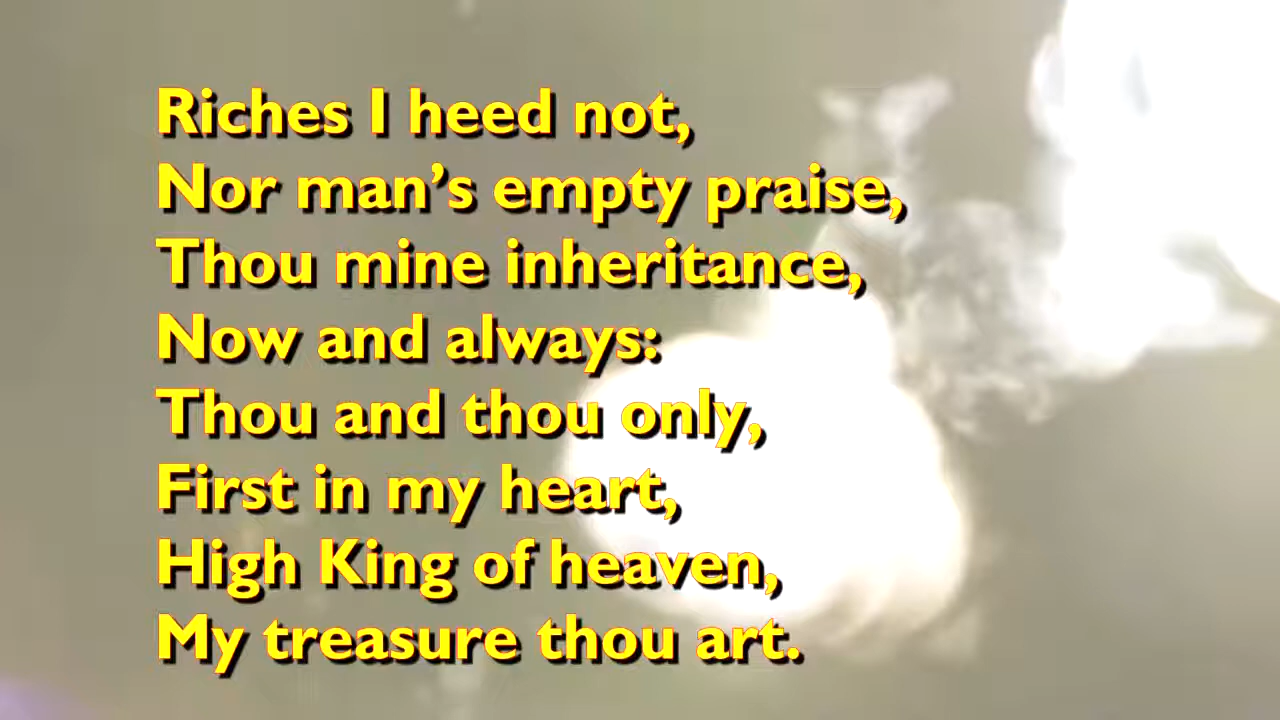 Riches I heed not,
Nor man’s empty praise,
Thou mine inheritance,
Now and always:
Thou and thou only,
First in my heart,
High King of heaven,
My treasure thou art.